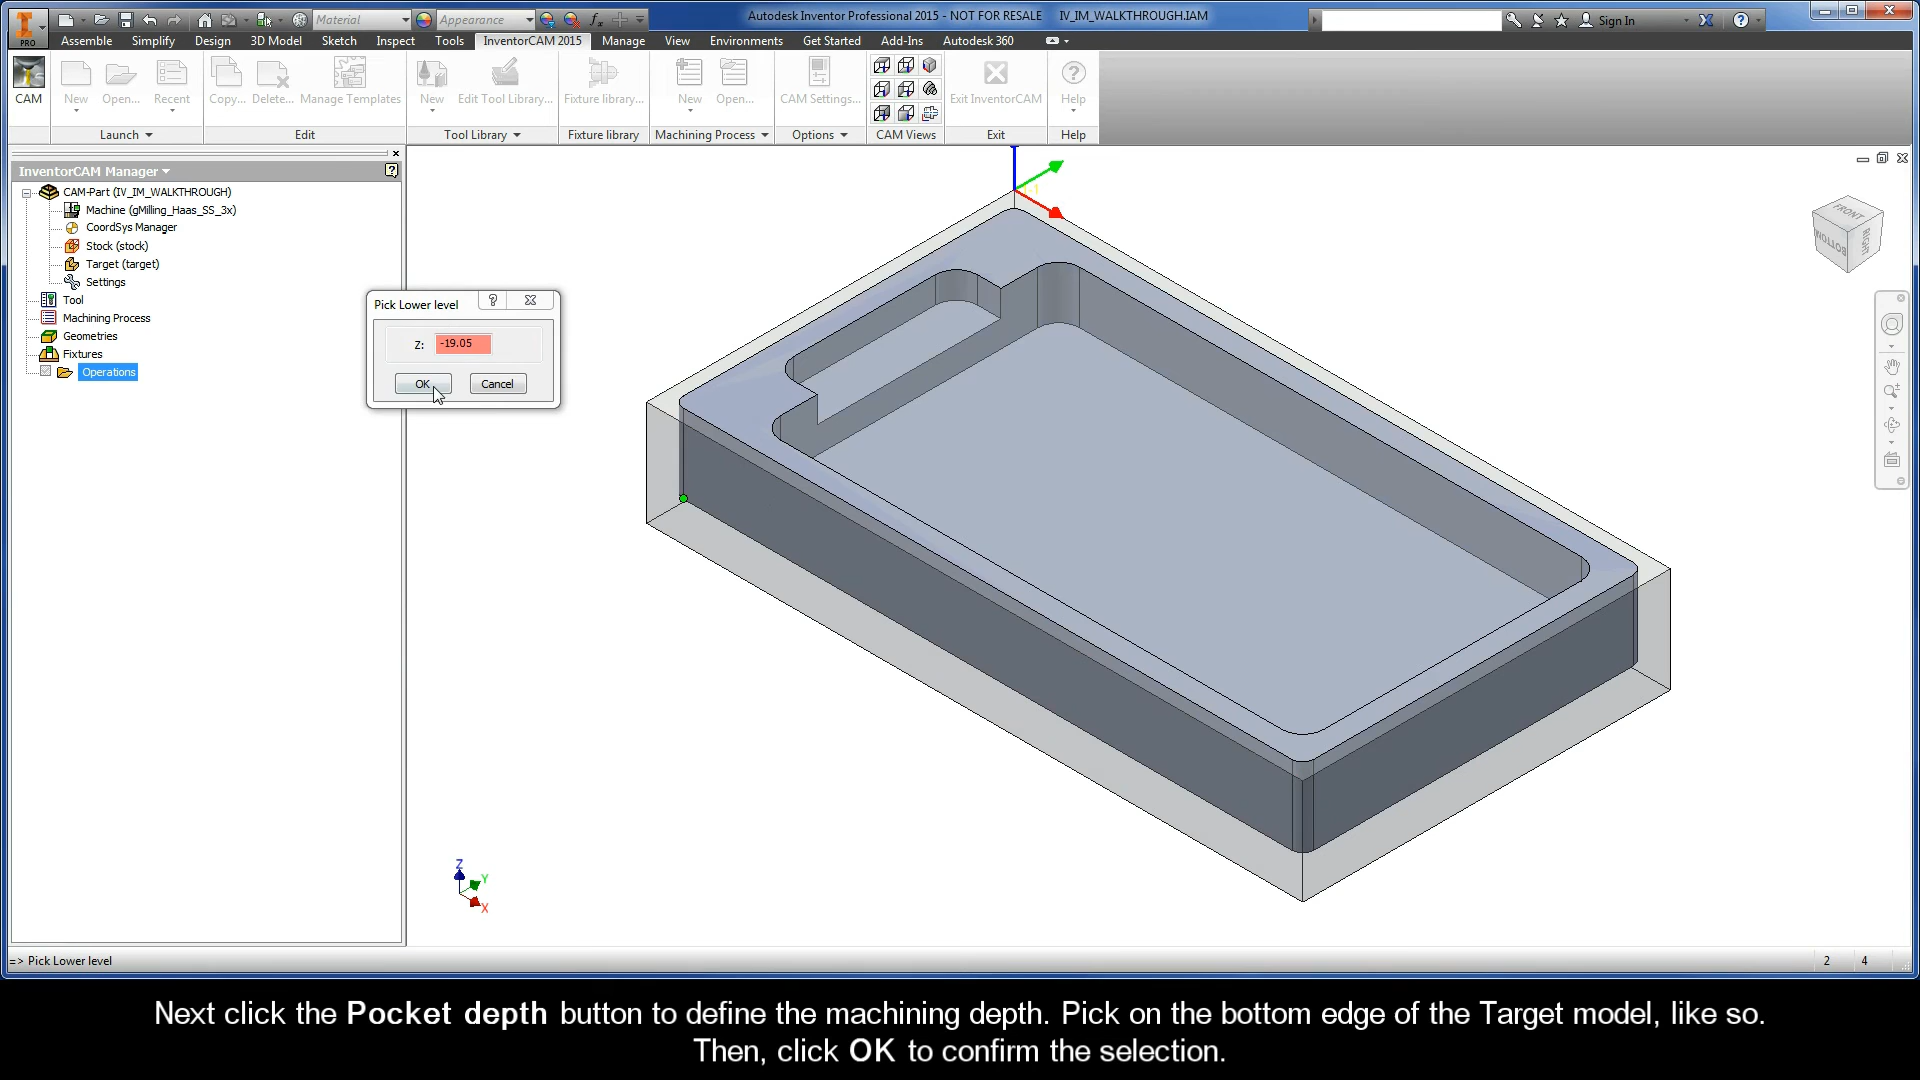 Material
Appearance
Autodesk Inventor Professional 2015 - NOT FOR RESALE IV_IM_WALKTHROUGH.IAM
Sign In
PRO
Assemble Simplify Design 3D Model Sketch Inspect Tools InventorCAM 2015 Manage View Environments Get Started Add-Ins Autodesk 360
CAM New Open... Recent Copy... Delete... Manage Templates New Edit Tool Library... Fixture library... New Open... CAM Settings... Exit InventorCAM Help
Launch Edit Tool Library Fixture library Machining Process Options CAM Views Exit Help
InventorCAM Manager
CAM-Part (IV_IM_WALKTHROUGH)
Machine (gMilling_Haas_SS_3x)
CoordSys Manager
Stock (stock)
Target (target)
Settings
Tool
Machining Process
Geometries
Fixtures
Operations
Pick Lower level
Z: -19.05
OK Cancel
FRONT
BOTTOM
RIGHT
Z
Y
X
=> Pick Lower level
2 4
Next click the Pocket depth button to define the machining depth. Pick on the bottom edge of the Target model, like so.
Then, click OK to confirm the selection.